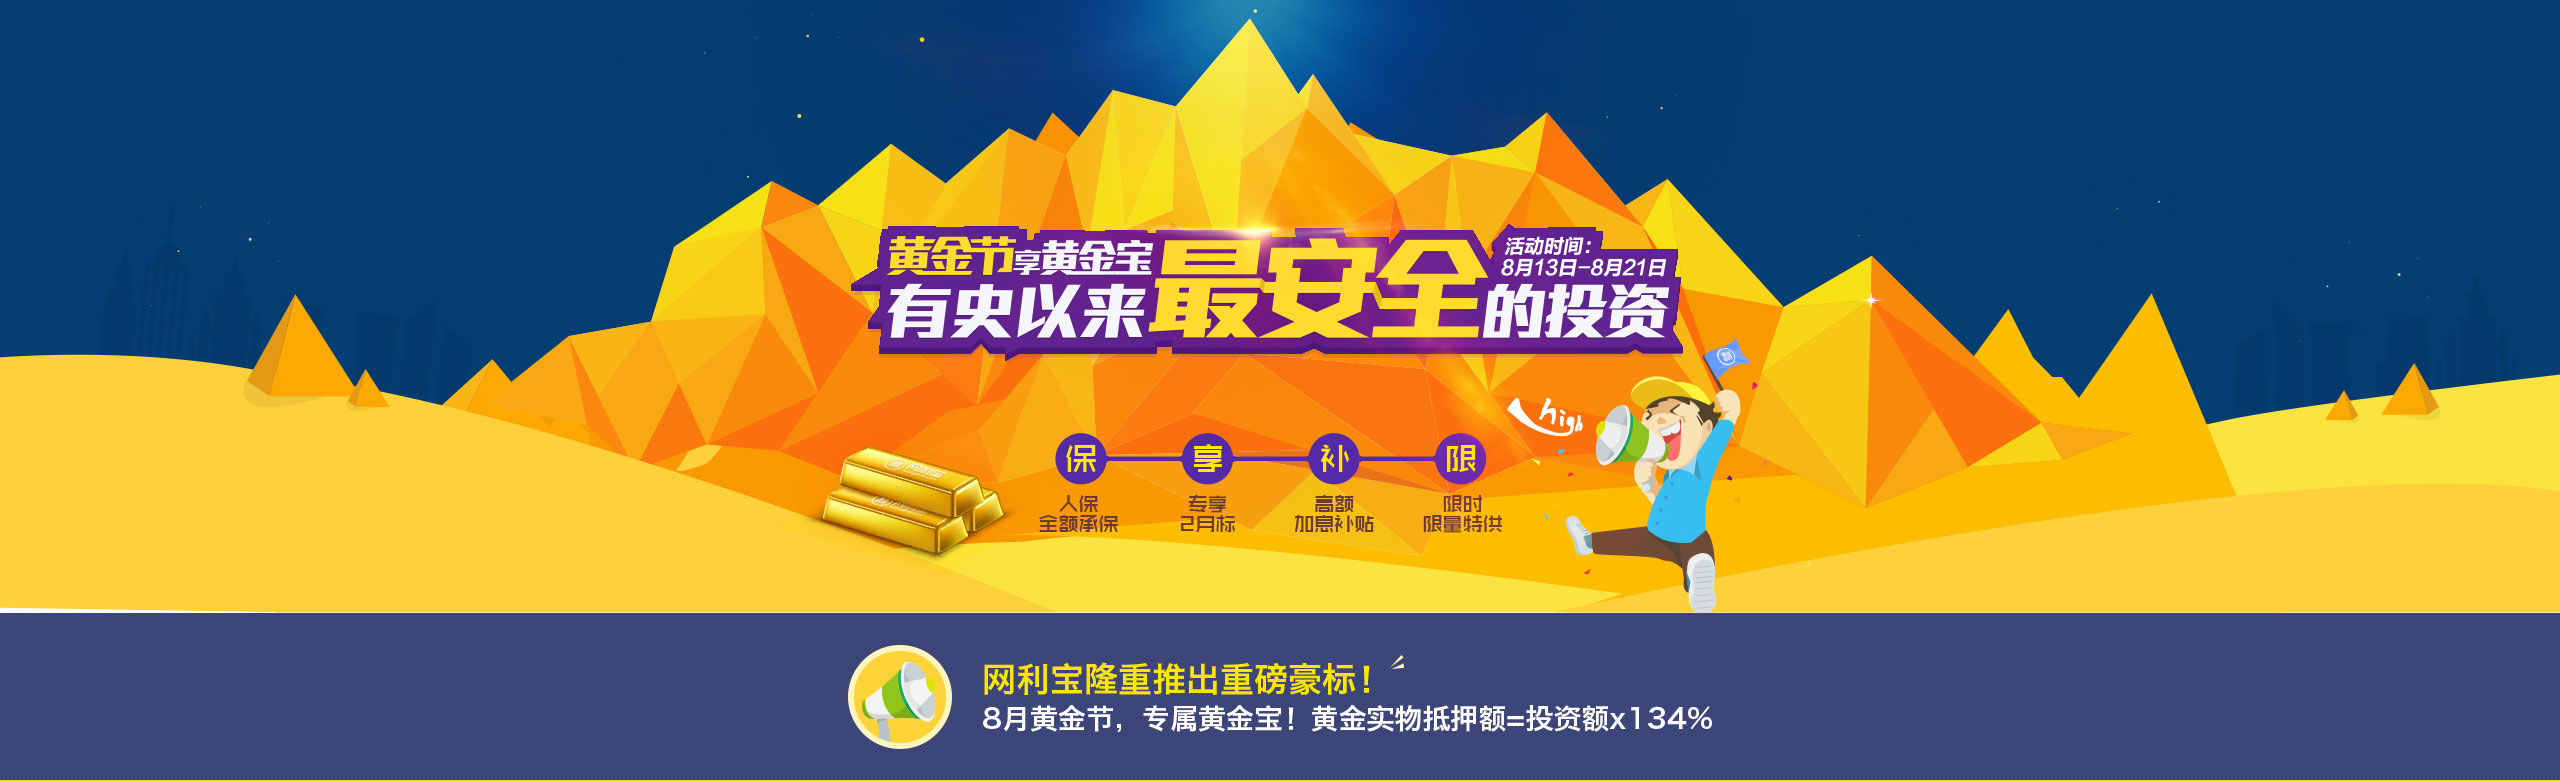 黄金节享黄金宝
有史以来最安全的投资
活动时间：
8月13日-8月21日
high
保 享 补 限
人保 专享 高额 限时
全额承保 2月标 加息补贴 限量特供
网利宝隆重推出重磅豪标！
8月黄金节，专属黄金宝！黄金实物抵押额=投资额x134%